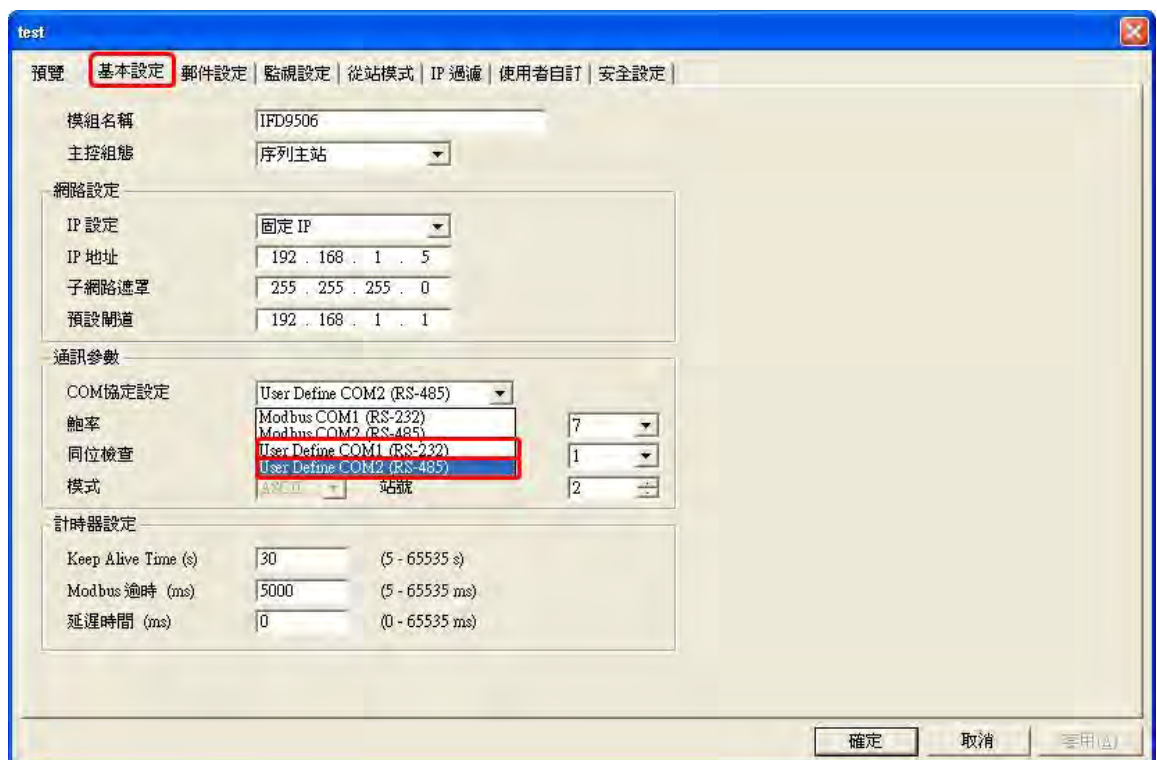 test
預覽 基本設定 郵件設定 監視設定 從站模式 IP 過濾 使用者自訂 安全設定
模組名稱 IFD9506
主控組態 序列主站
網路設定
IP 設定 固定 IP
IP 地址 192 . 168 . 1 . 5
子網路遮罩 255 . 255 . 255 . 0
預設閘道 192 . 168 . 1 . 1
通訊參數
COM協定設定 User Define COM2 (RS-485)
Modbus COM1 (RS-232)
鮑率 7
Modbus COM2 (RS-485)
User Define COM1 (RS-232)
同位檢查 1
User Define COM2 (RS-485)
模式 ASCII 站號 2
計時器設定
Keep Alive Time (s) 30 (5 - 65535 s)
Modbus 逾時 (ms) 5000 (5 - 65535 ms)
延遲時間 (ms) 0 (0 - 65535 ms)
確定 取消 套用(A)